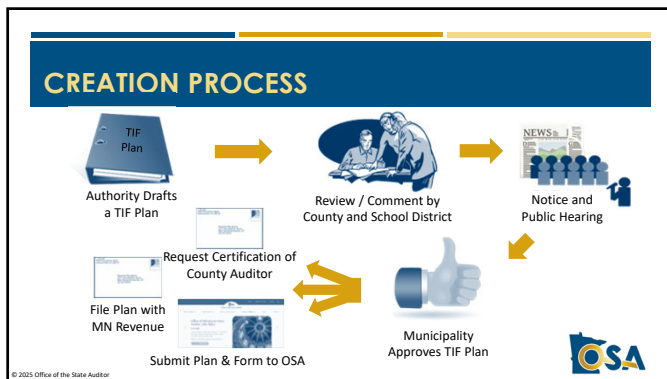 CREATION PROCESS
TIF
Plan
Authority Drafts
a TIF Plan
Review / Comment by
County and School District
NEWS
Notice and
Public Hearing
Municipality
Approves TIF Plan
Request Certification of
County Auditor
File Plan with
MN Revenue
Submit Plan & Form to OSA
OSA
© 2025 Office of the State Auditor